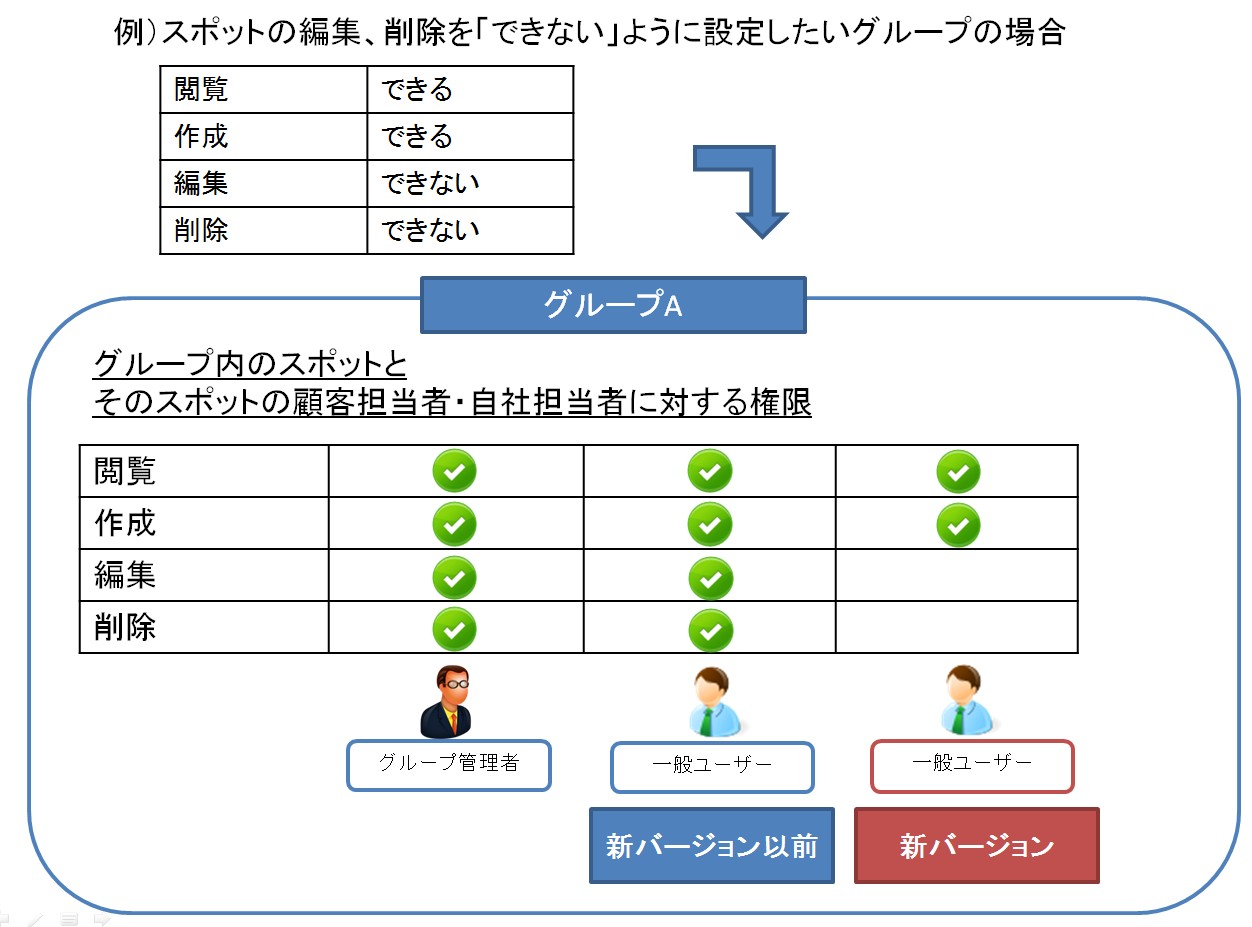 例）スポットの編集、削除を「できない」ように設定したいグループの場合
閲覧 できる
作成 できる
編集 できない
削除 できない
グループA
グループ内のスポットと
そのスポットの顧客担当者・自社担当者に対する権限
閲覧
作成
編集
削除
グループ管理者 一般ユーザー 一般ユーザー
新バージョン以前 新バージョン